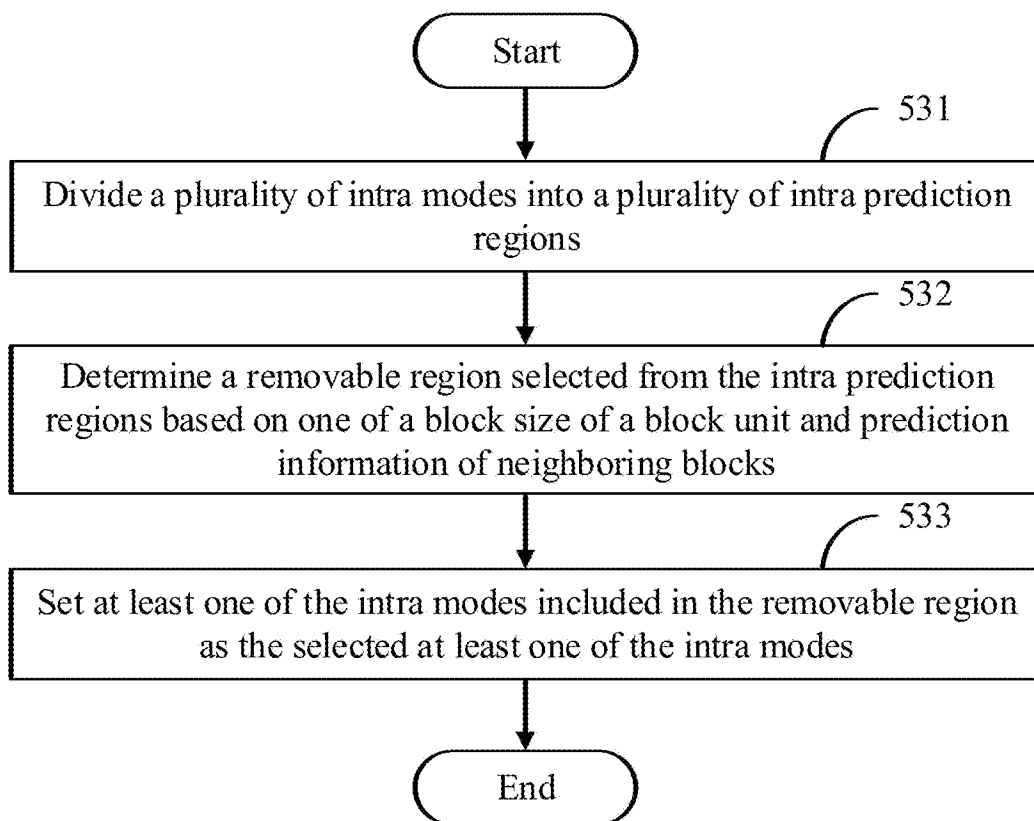 Start
531
Divide a plurality of intra modes into a plurality of intra prediction
regions
532
Determine a removable region selected from the intra prediction
regions based on one of a block size of a block unit and prediction
information of neighboring blocks
533
Set at least one of the intra modes included in the removable region
as the selected at least one of the intra modes
End